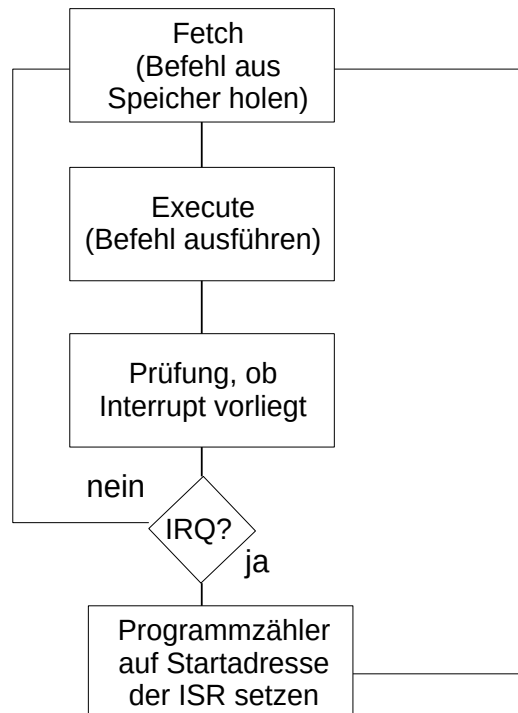 Fetch
(Befehl aus
Speicher holen)
Execute
(Befehl ausführen)
Prüfung, ob
Interrupt vorliegt
nein
IRQ?
ja
Programmzähler
auf Startadresse
der ISR setzen